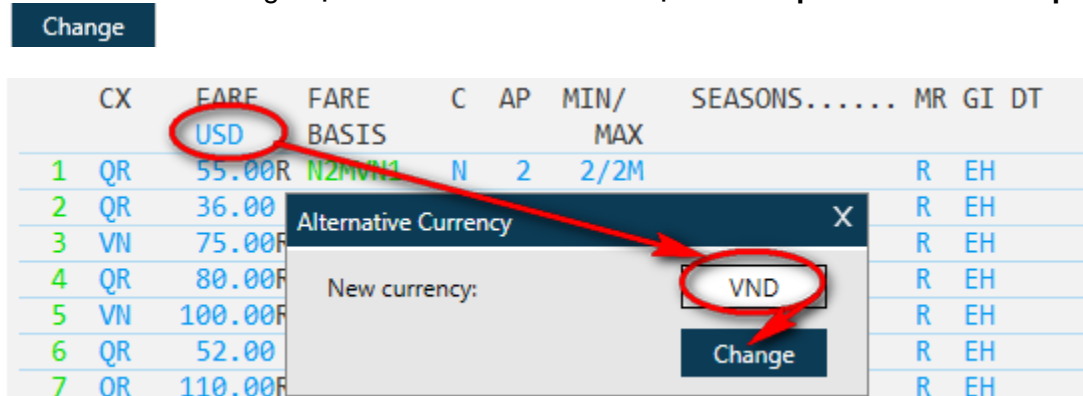 Change
CX FARE FARE C AP MIN/ SEASONS...... MR GI DT
USD BASIS MAX
1 QR 55.00R N2MVN1 N 2 2/2M R EH
2 QR 36.00 R EH
3 VN 75.00R R EH
4 QR 80.00R R EH
5 VN 100.00R R EH
6 QR 52.00 R EH
7 QR 110.00R R EH
Alternative Currency X
New currency: VND
Change